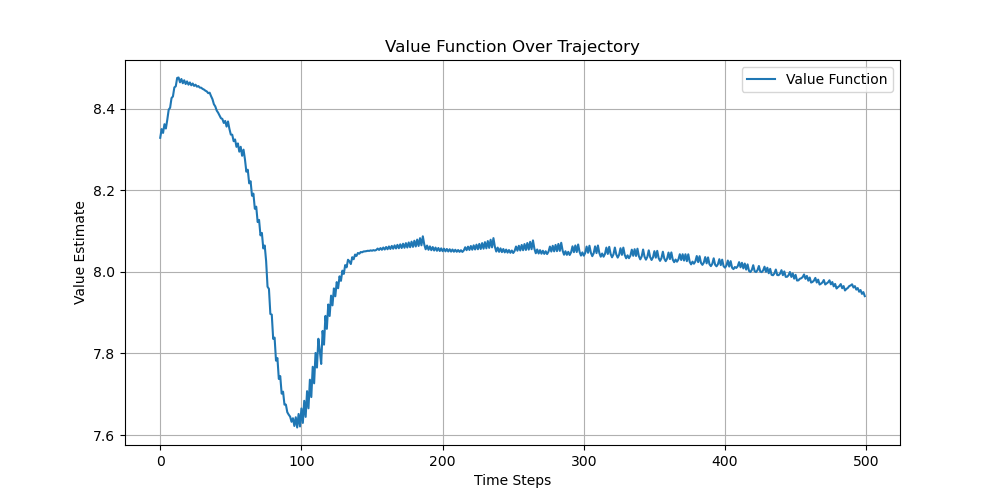 Value Function Over Trajectory
Value Function
8.4
8.2
8.0
7.8
7.6
Value Estimate
0 100 200 300 400 500
Time Steps